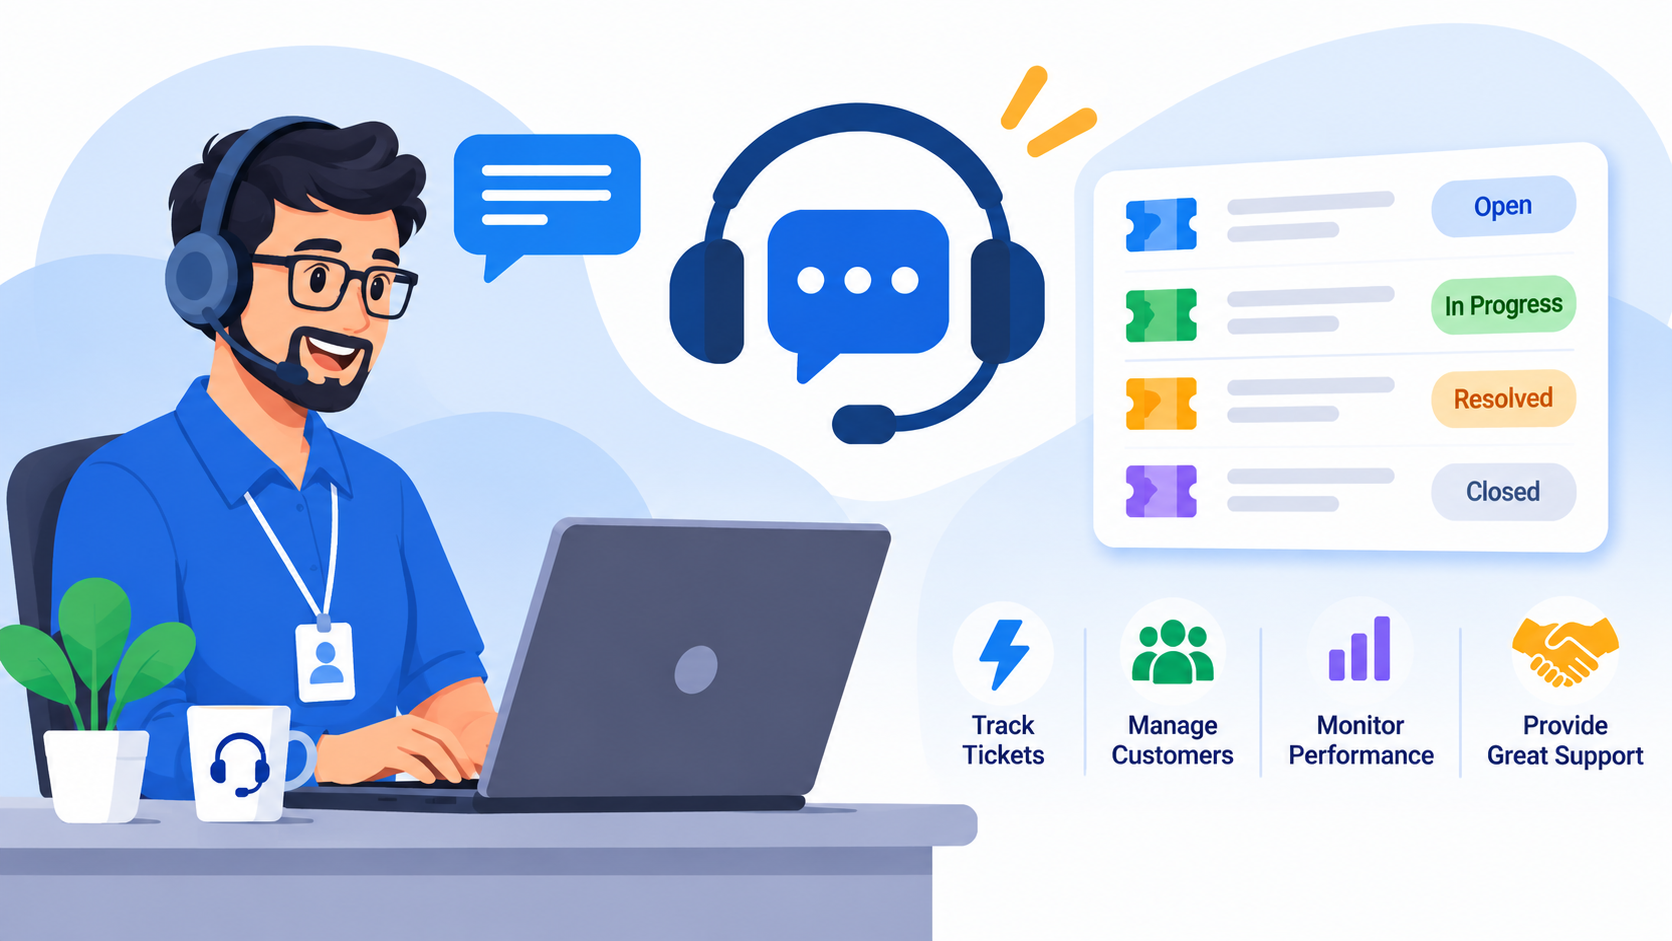 Open
In Progress
Resolved
Closed
Track
Tickets
Manage
Customers
Monitor
Performance
Provide
Great Support